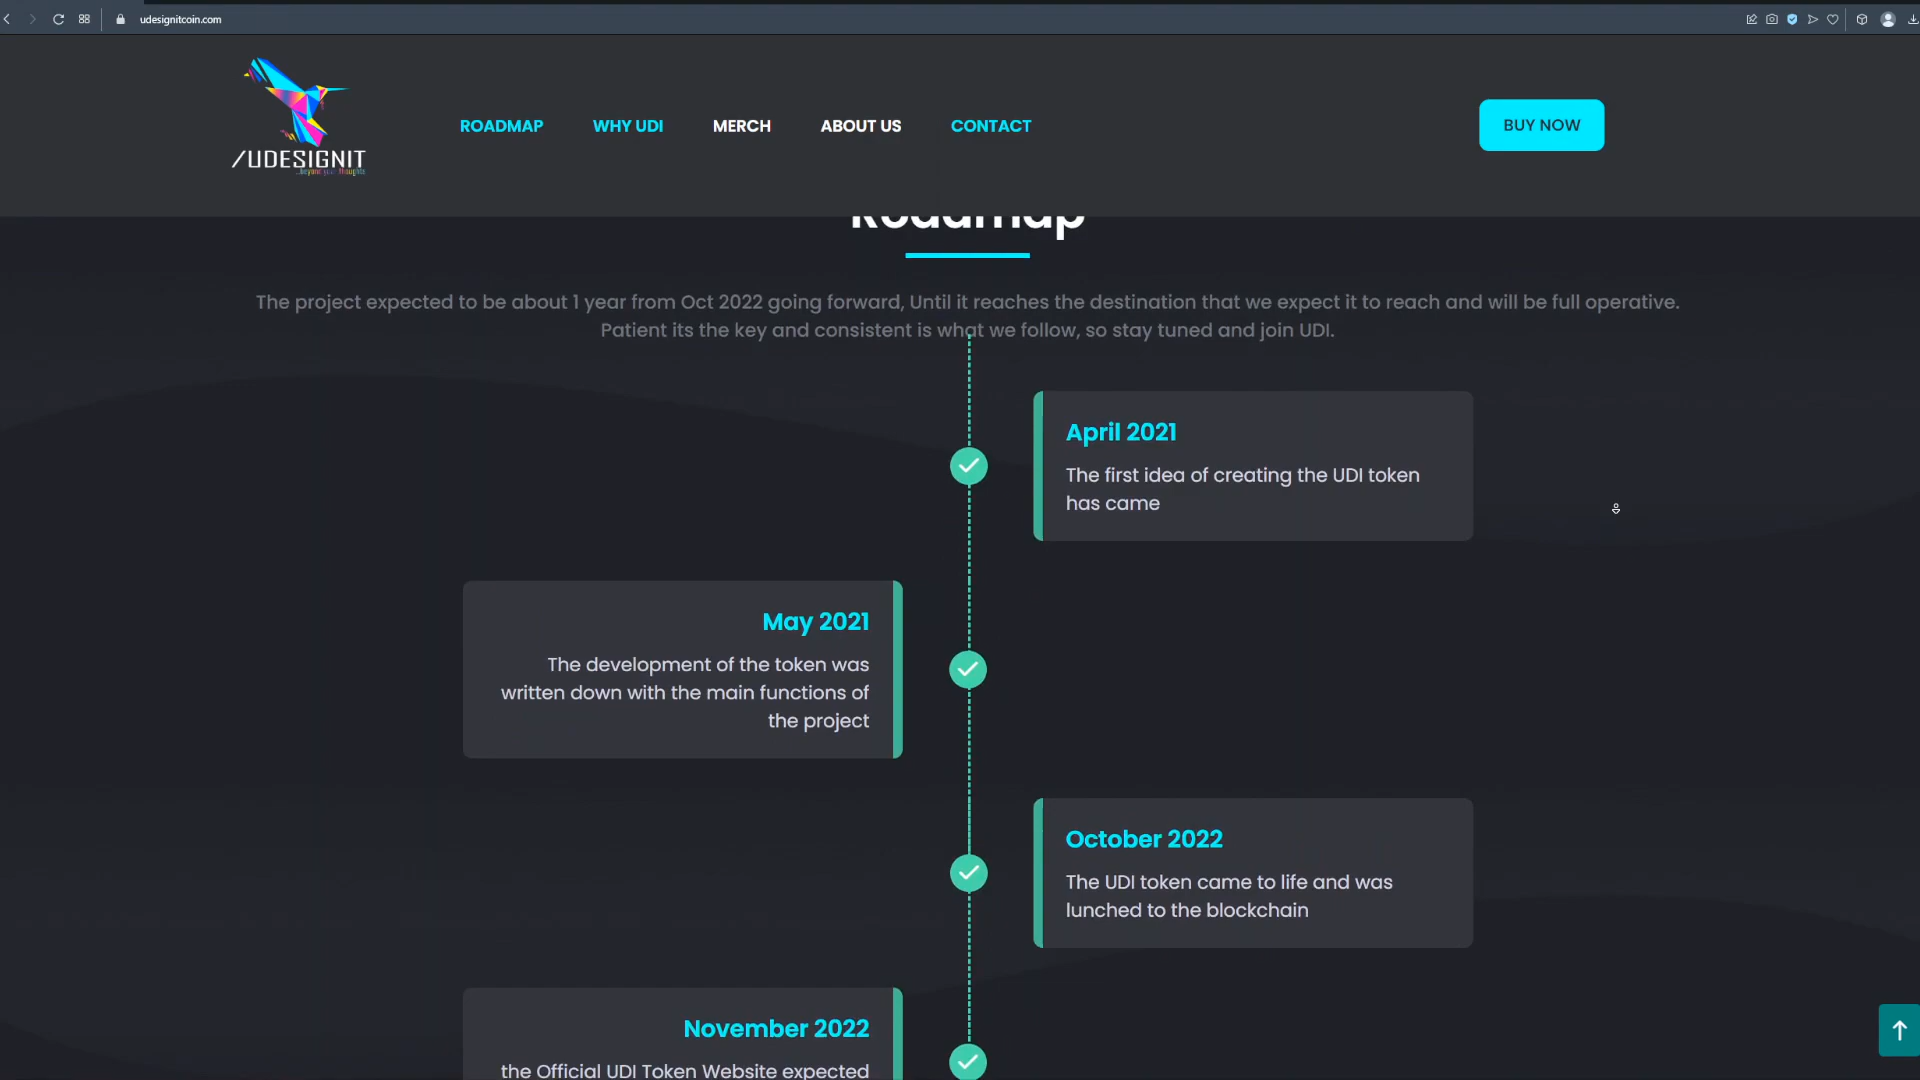 udesignitcoin.com
/UDESIGNIT
...beyond your thoughts
ROADMAP
WHY UDI
MERCH
ABOUT US
CONTACT
BUY NOW
Roadmap
The project expected to be about 1 year from Oct 2022 going forward, Until it reaches the destination that we expect it to reach and will be full operative.
Patient its the key and consistent is what we follow, so stay tuned and join UDI.
April 2021
The first idea of creating the UDI token
has came
May 2021
The development of the token was
written down with the main functions of
the project
October 2022
The UDI token came to life and was
lunched to the blockchain
November 2022
the Official UDI Token Website expected